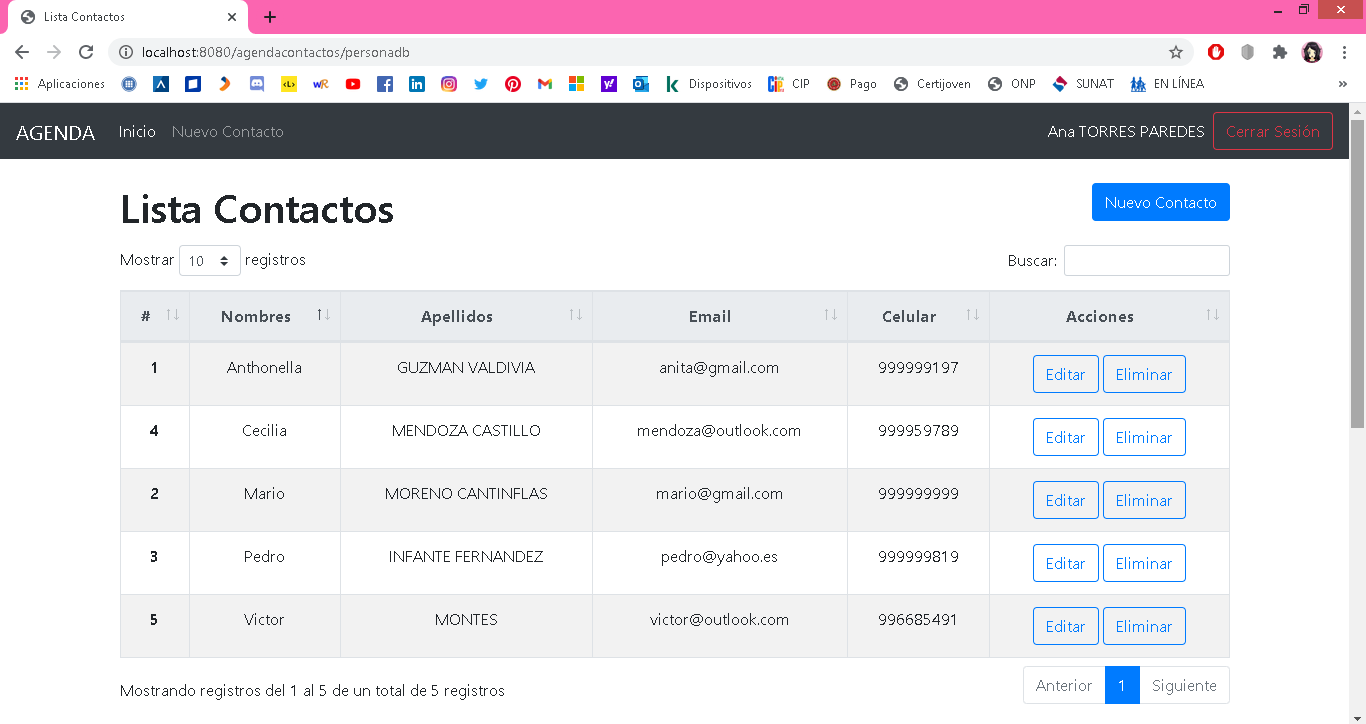 Lista Contactos
localhost:8080/agendacontactos/personadb
Aplicaciones Dispositivos CIP Pago Certijoven ONP SUNAT EN LÍNEA »
AGENDA Inicio Nuevo Contacto Ana TORRES PAREDES Cerrar Sesión
Lista Contactos Nuevo Contacto
Mostrar 10 registros Buscar:
# Nombres Apellidos Email Celular Acciones
1 Anthonella GUZMAN VALDIVIA anita@gmail.com 999999197 Editar Eliminar
4 Cecilia MENDOZA CASTILLO mendoza@outlook.com 999959789 Editar Eliminar
2 Mario MORENO CANTINFLAS mario@gmail.com 999999999 Editar Eliminar
3 Pedro INFANTE FERNANDEZ pedro@yahoo.es 999999819 Editar Eliminar
5 Victor MONTES victor@outlook.com 996685491 Editar Eliminar
Mostrando registros del 1 al 5 de un total de 5 registros Anterior 1 Siguiente